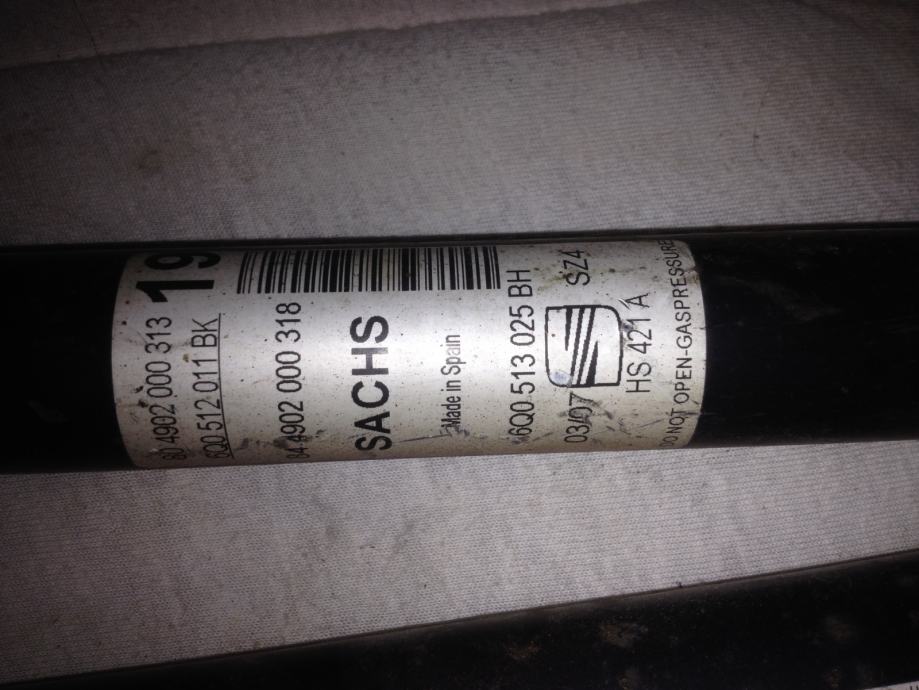 19
80 4902 000 313
6Q0 512 011 BK
84 4902 000 318
SACHS
Made in Spain
6Q0 513 025 BH
03/07 SZ4
HS 421 A
DO NOT OPEN-GASPRESSURE